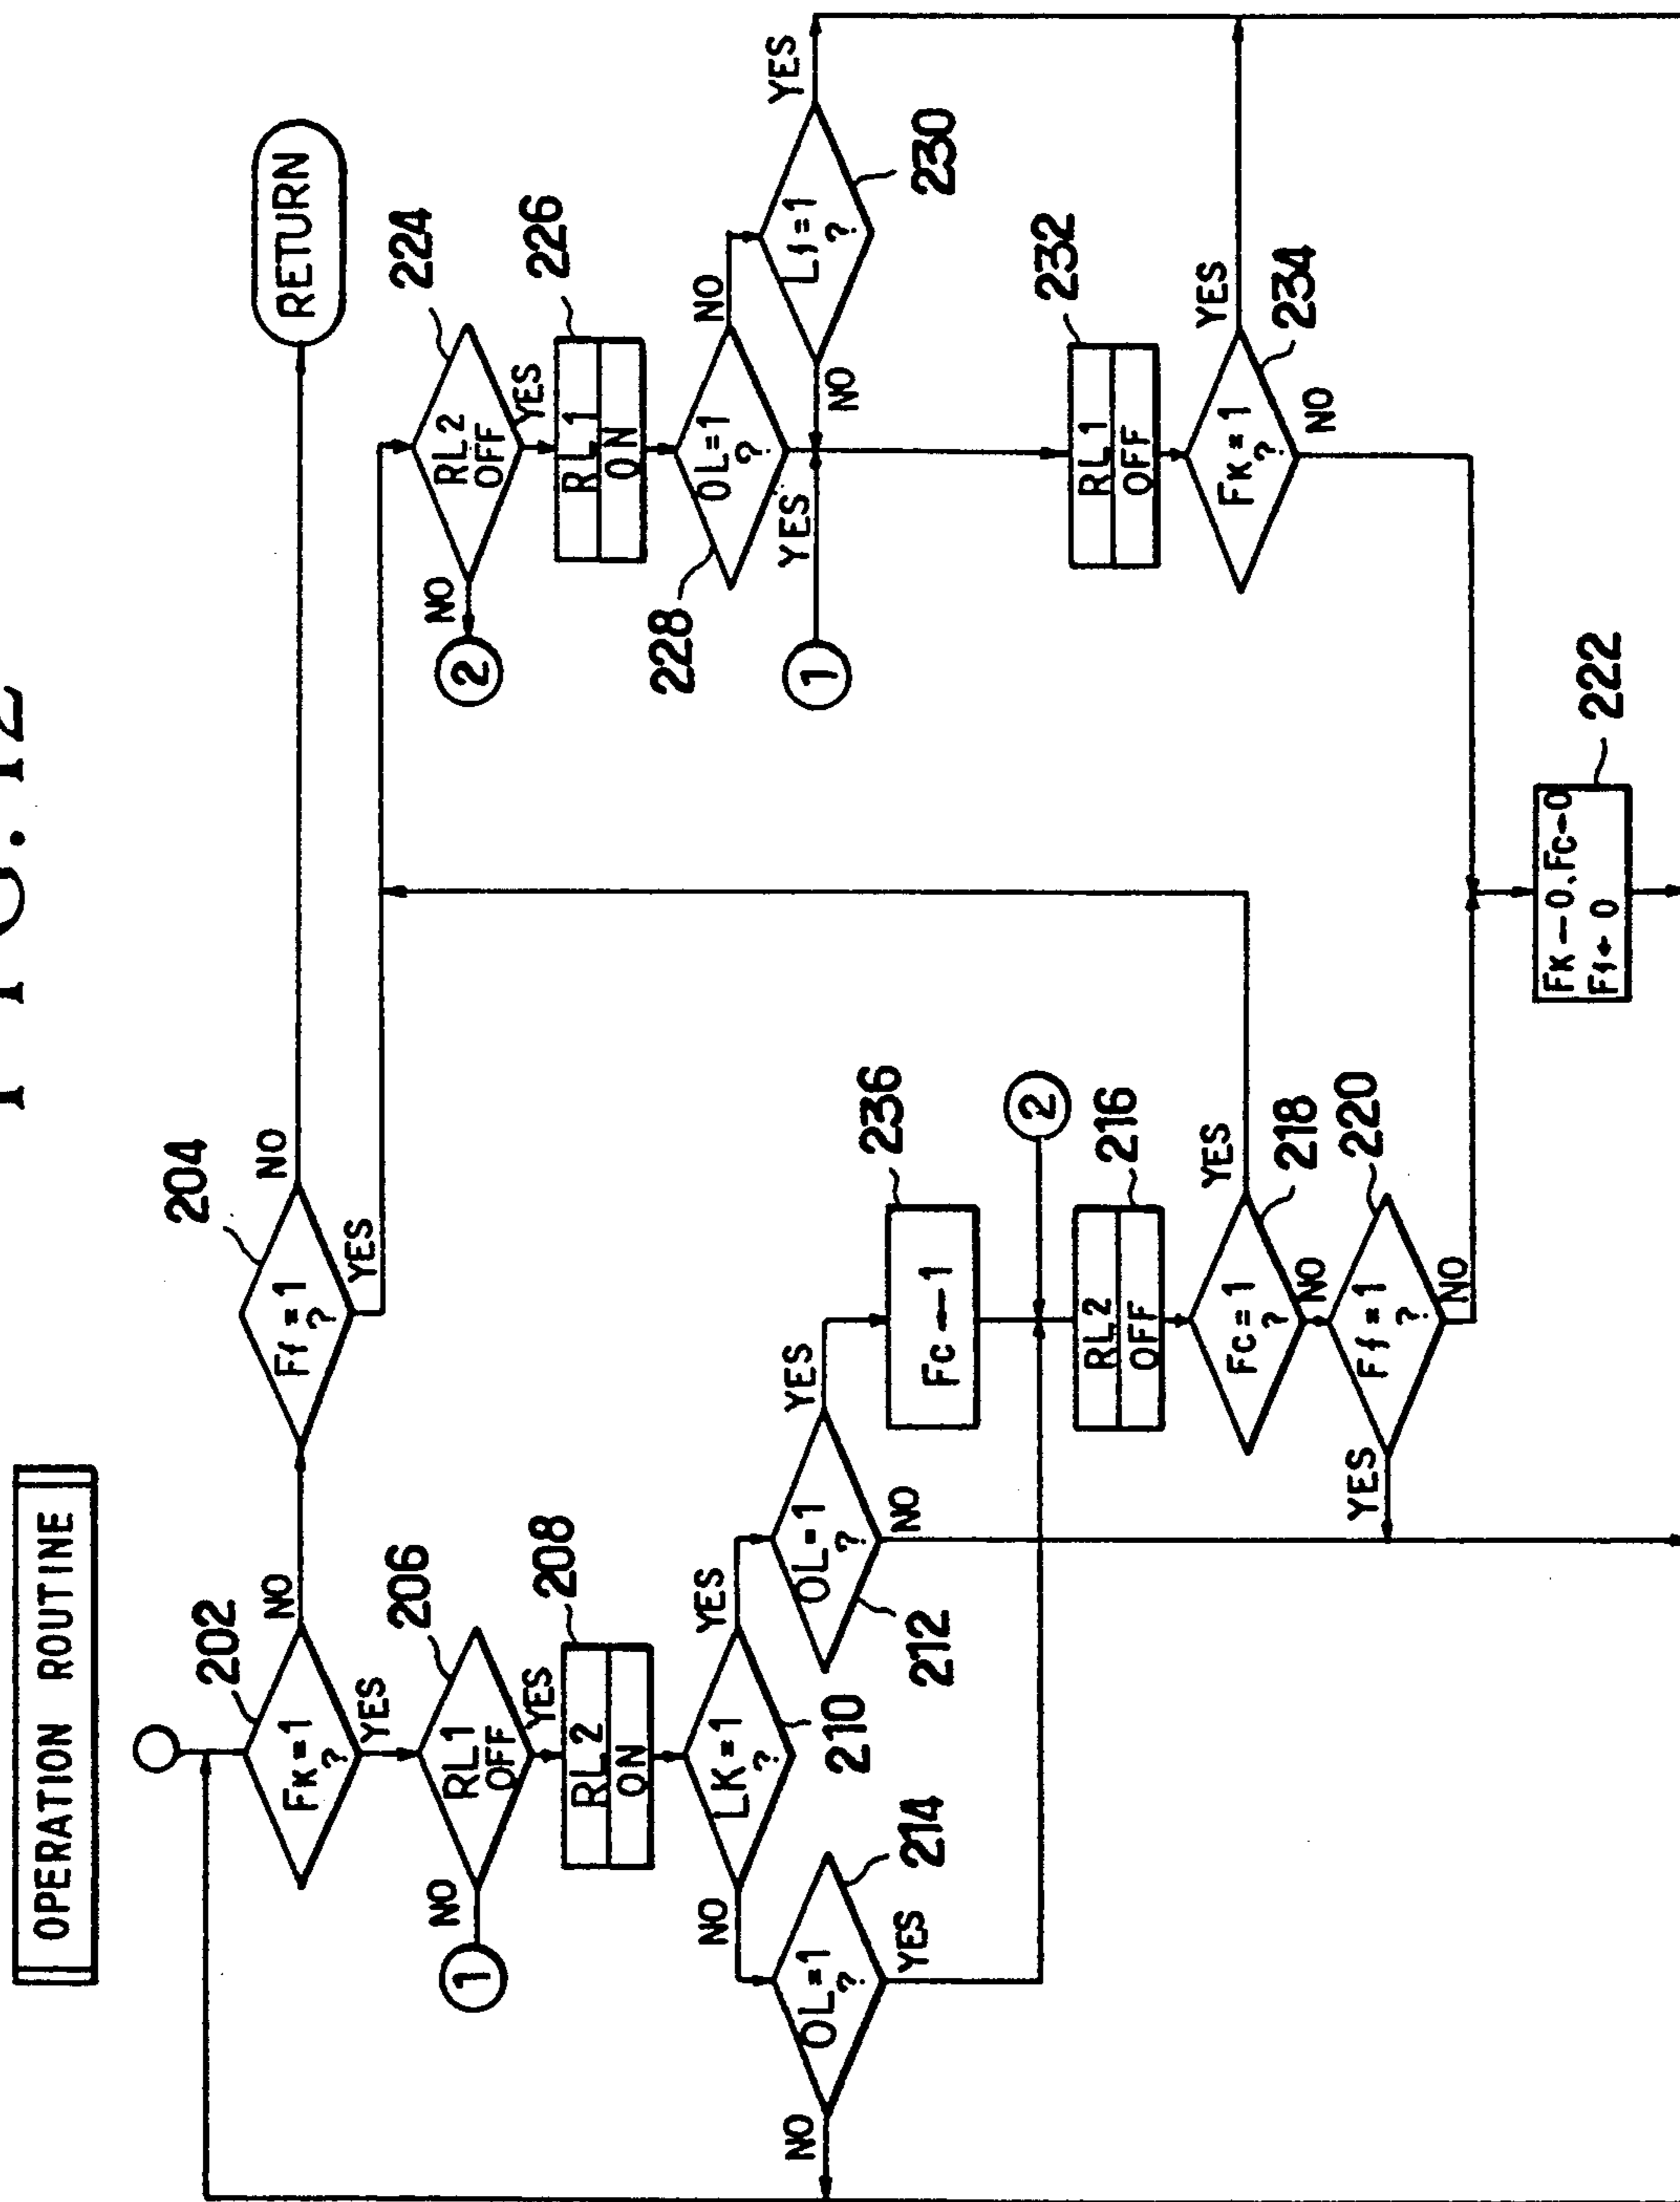 FIG. 12
OPERATION ROUTINE
202
FK=1
?
NO
YES
204
Ff=1
?
NO
YES
RETURN
206
RL1
OFF
NO
YES
1
208
RL2
ON
210
LK=1
?
YES
NO
212
OL=1
?
YES
NO
214
OL=1
?
YES
NO
236
Fc←1
2
216
RL2
OFF
218
Fc=1
?
YES
NO
220
Ff=1
?
YES
NO
224
RL2
OFF
NO
YES
2
226
RL1
ON
228
OL=1
?
NO
YES
230
Lf=1
?
YES
NO
1
232
RL1
OFF
234
FK=1
?
YES
NO
222
FK←0,Fc←0
Ff←0